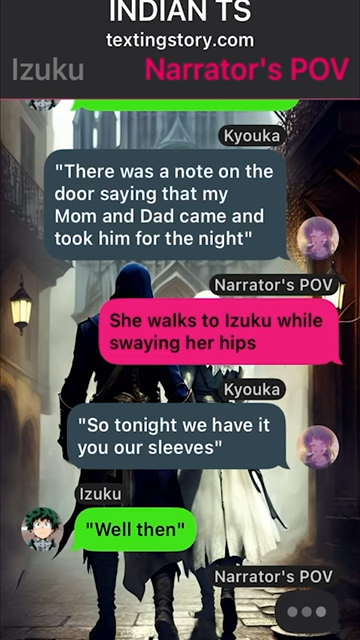 INDIAN TS
textingstory.com
Izuku Narrator's POV
Kyouka
"There was a note on the
door saying that my
Mom and Dad came and
took him for the night"
Narrator's POV
She walks to Izuku while
swaying her hips
Kyouka
"So tonight we have it
you our sleeves"
Izuku
"Well then"
Narrator's POV